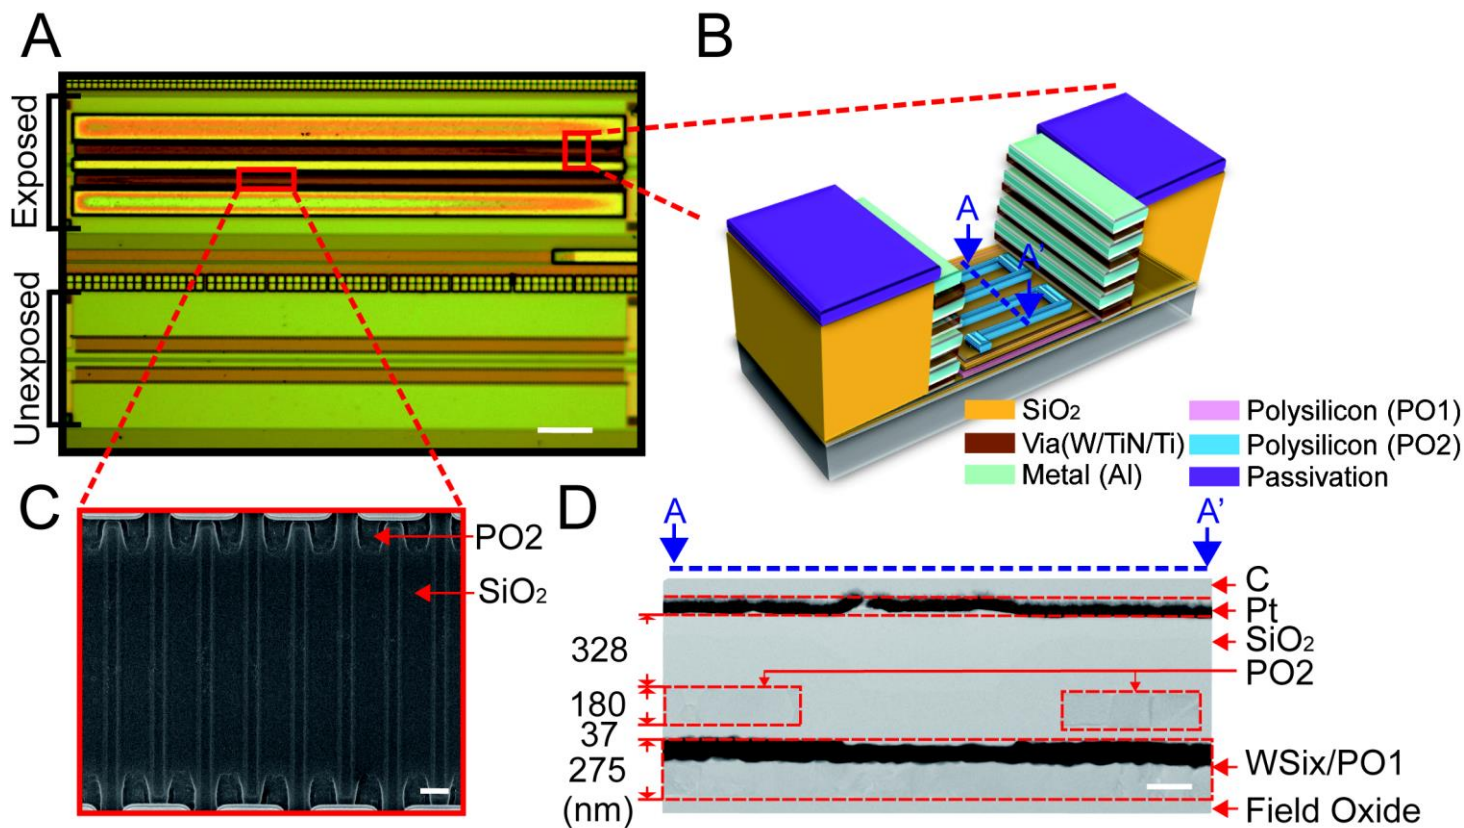 A
B
Exposed
Unexposed
A
A'
SiO₂
Via(W/TiN/Ti)
Metal (Al)
Polysilicon (PO1)
Polysilicon (PO2)
Passivation
C
PO2
SiO₂
D
A
A'
C
Pt
SiO₂
PO2
WSix/PO1
Field Oxide
328
180
37
275
(nm)